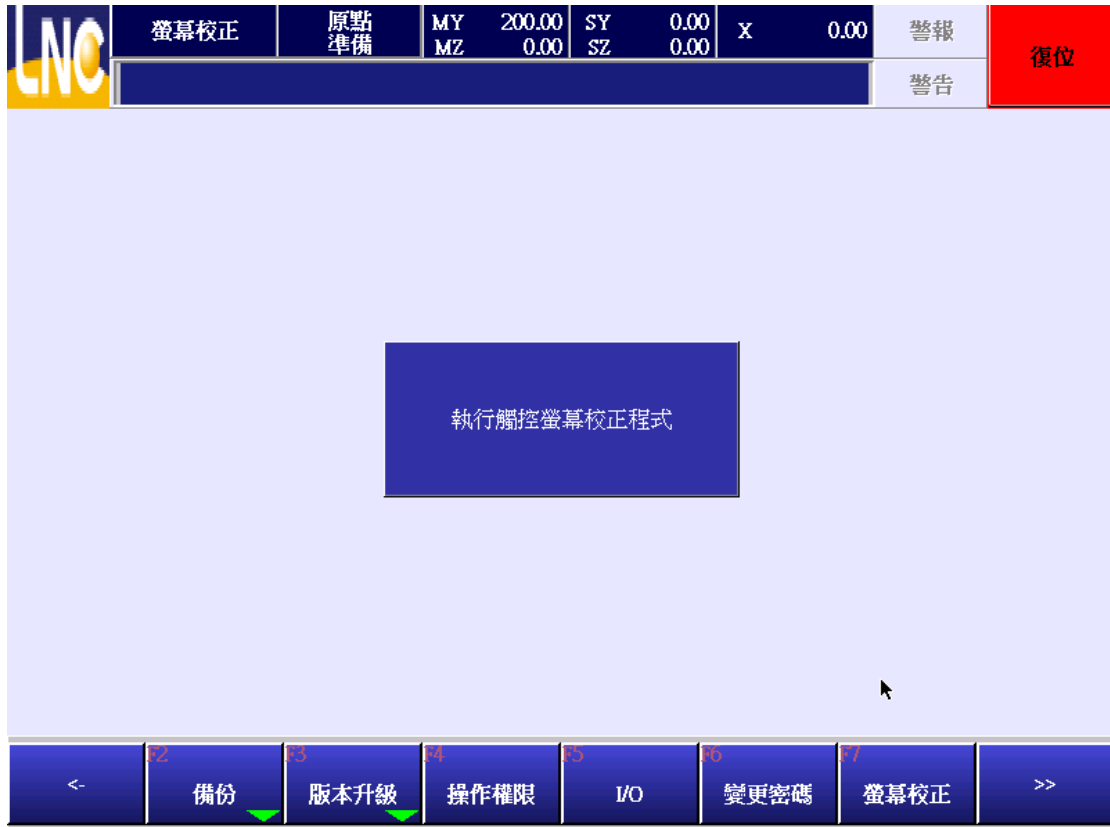 LNC
螢幕校正
原點
準備
MY 200.00 SY 0.00 X 0.00
MZ 0.00 SZ 0.00
警報
警告
復位
執行觸控螢幕校正程式
<- F2 備份 F3 版本升級 F4 操作權限 F5 I/O F6 變更密碼 F7 螢幕校正 >>